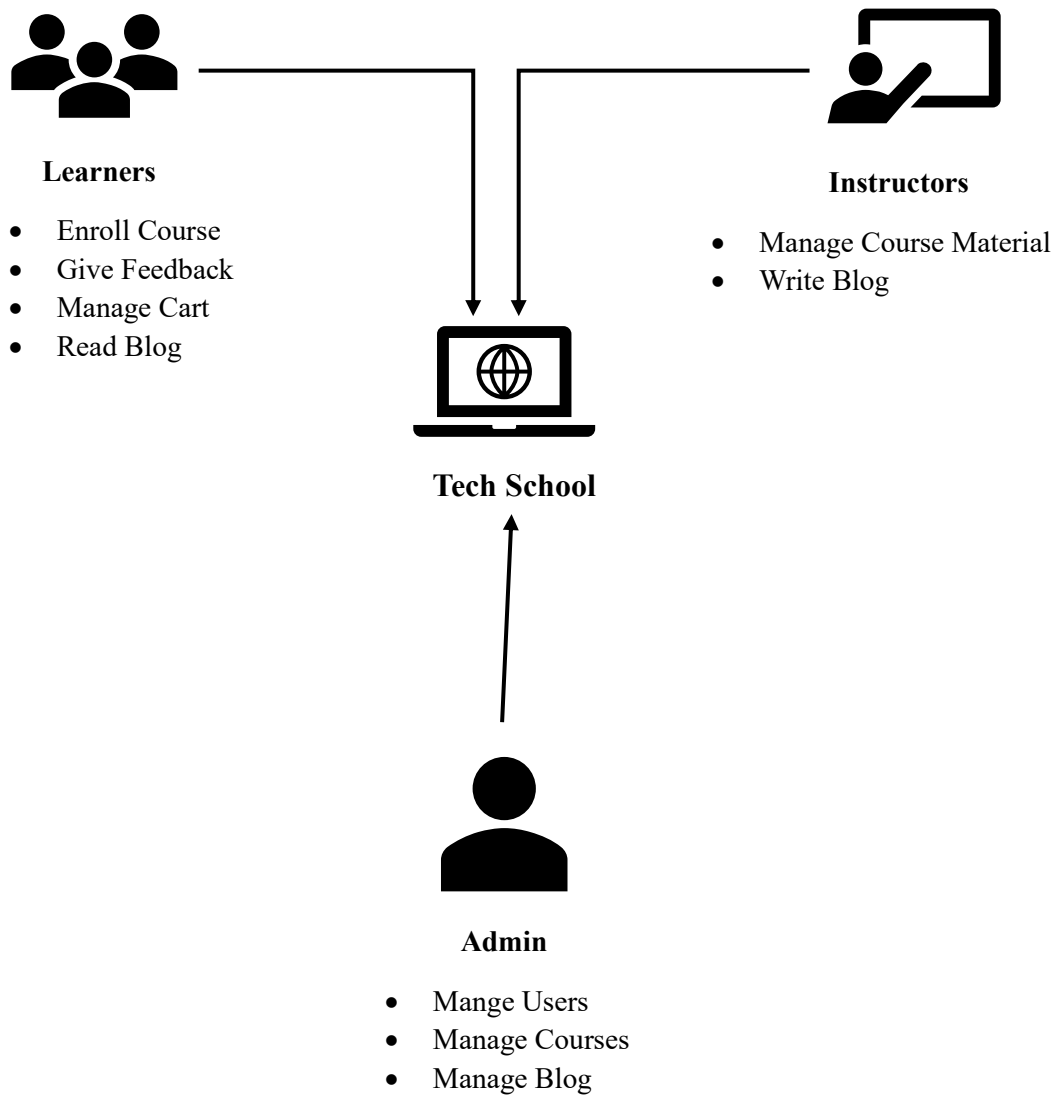 Learners
• Enroll Course
• Give Feedback
• Manage Cart
• Read Blog
Instructors
• Manage Course Material
• Write Blog
Tech School
Admin
• Mange Users
• Manage Courses
• Manage Blog